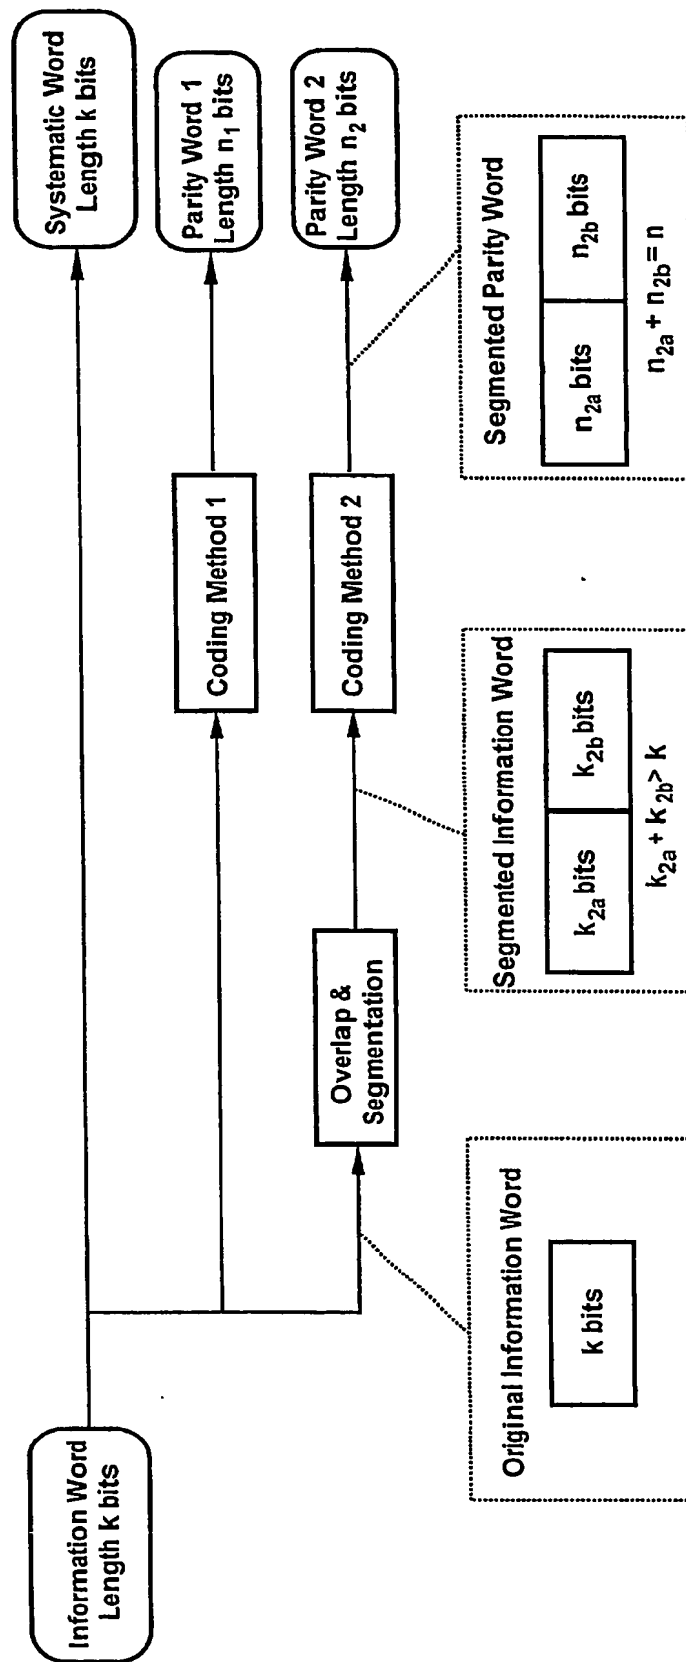 Information Word
Length k bits
Systematic Word
Length k bits
Coding Method 1
Parity Word 1
Length n₁ bits
Overlap &
Segmentation
Coding Method 2
Parity Word 2
Length n₂ bits
Original Information Word
k bits
Segmented Information Word
k₂ₐ bits
k₂b bits
k₂ₐ + k₂b > k
Segmented Parity Word
n₂ₐ bits
n₂b bits
n₂ₐ + n₂b = n